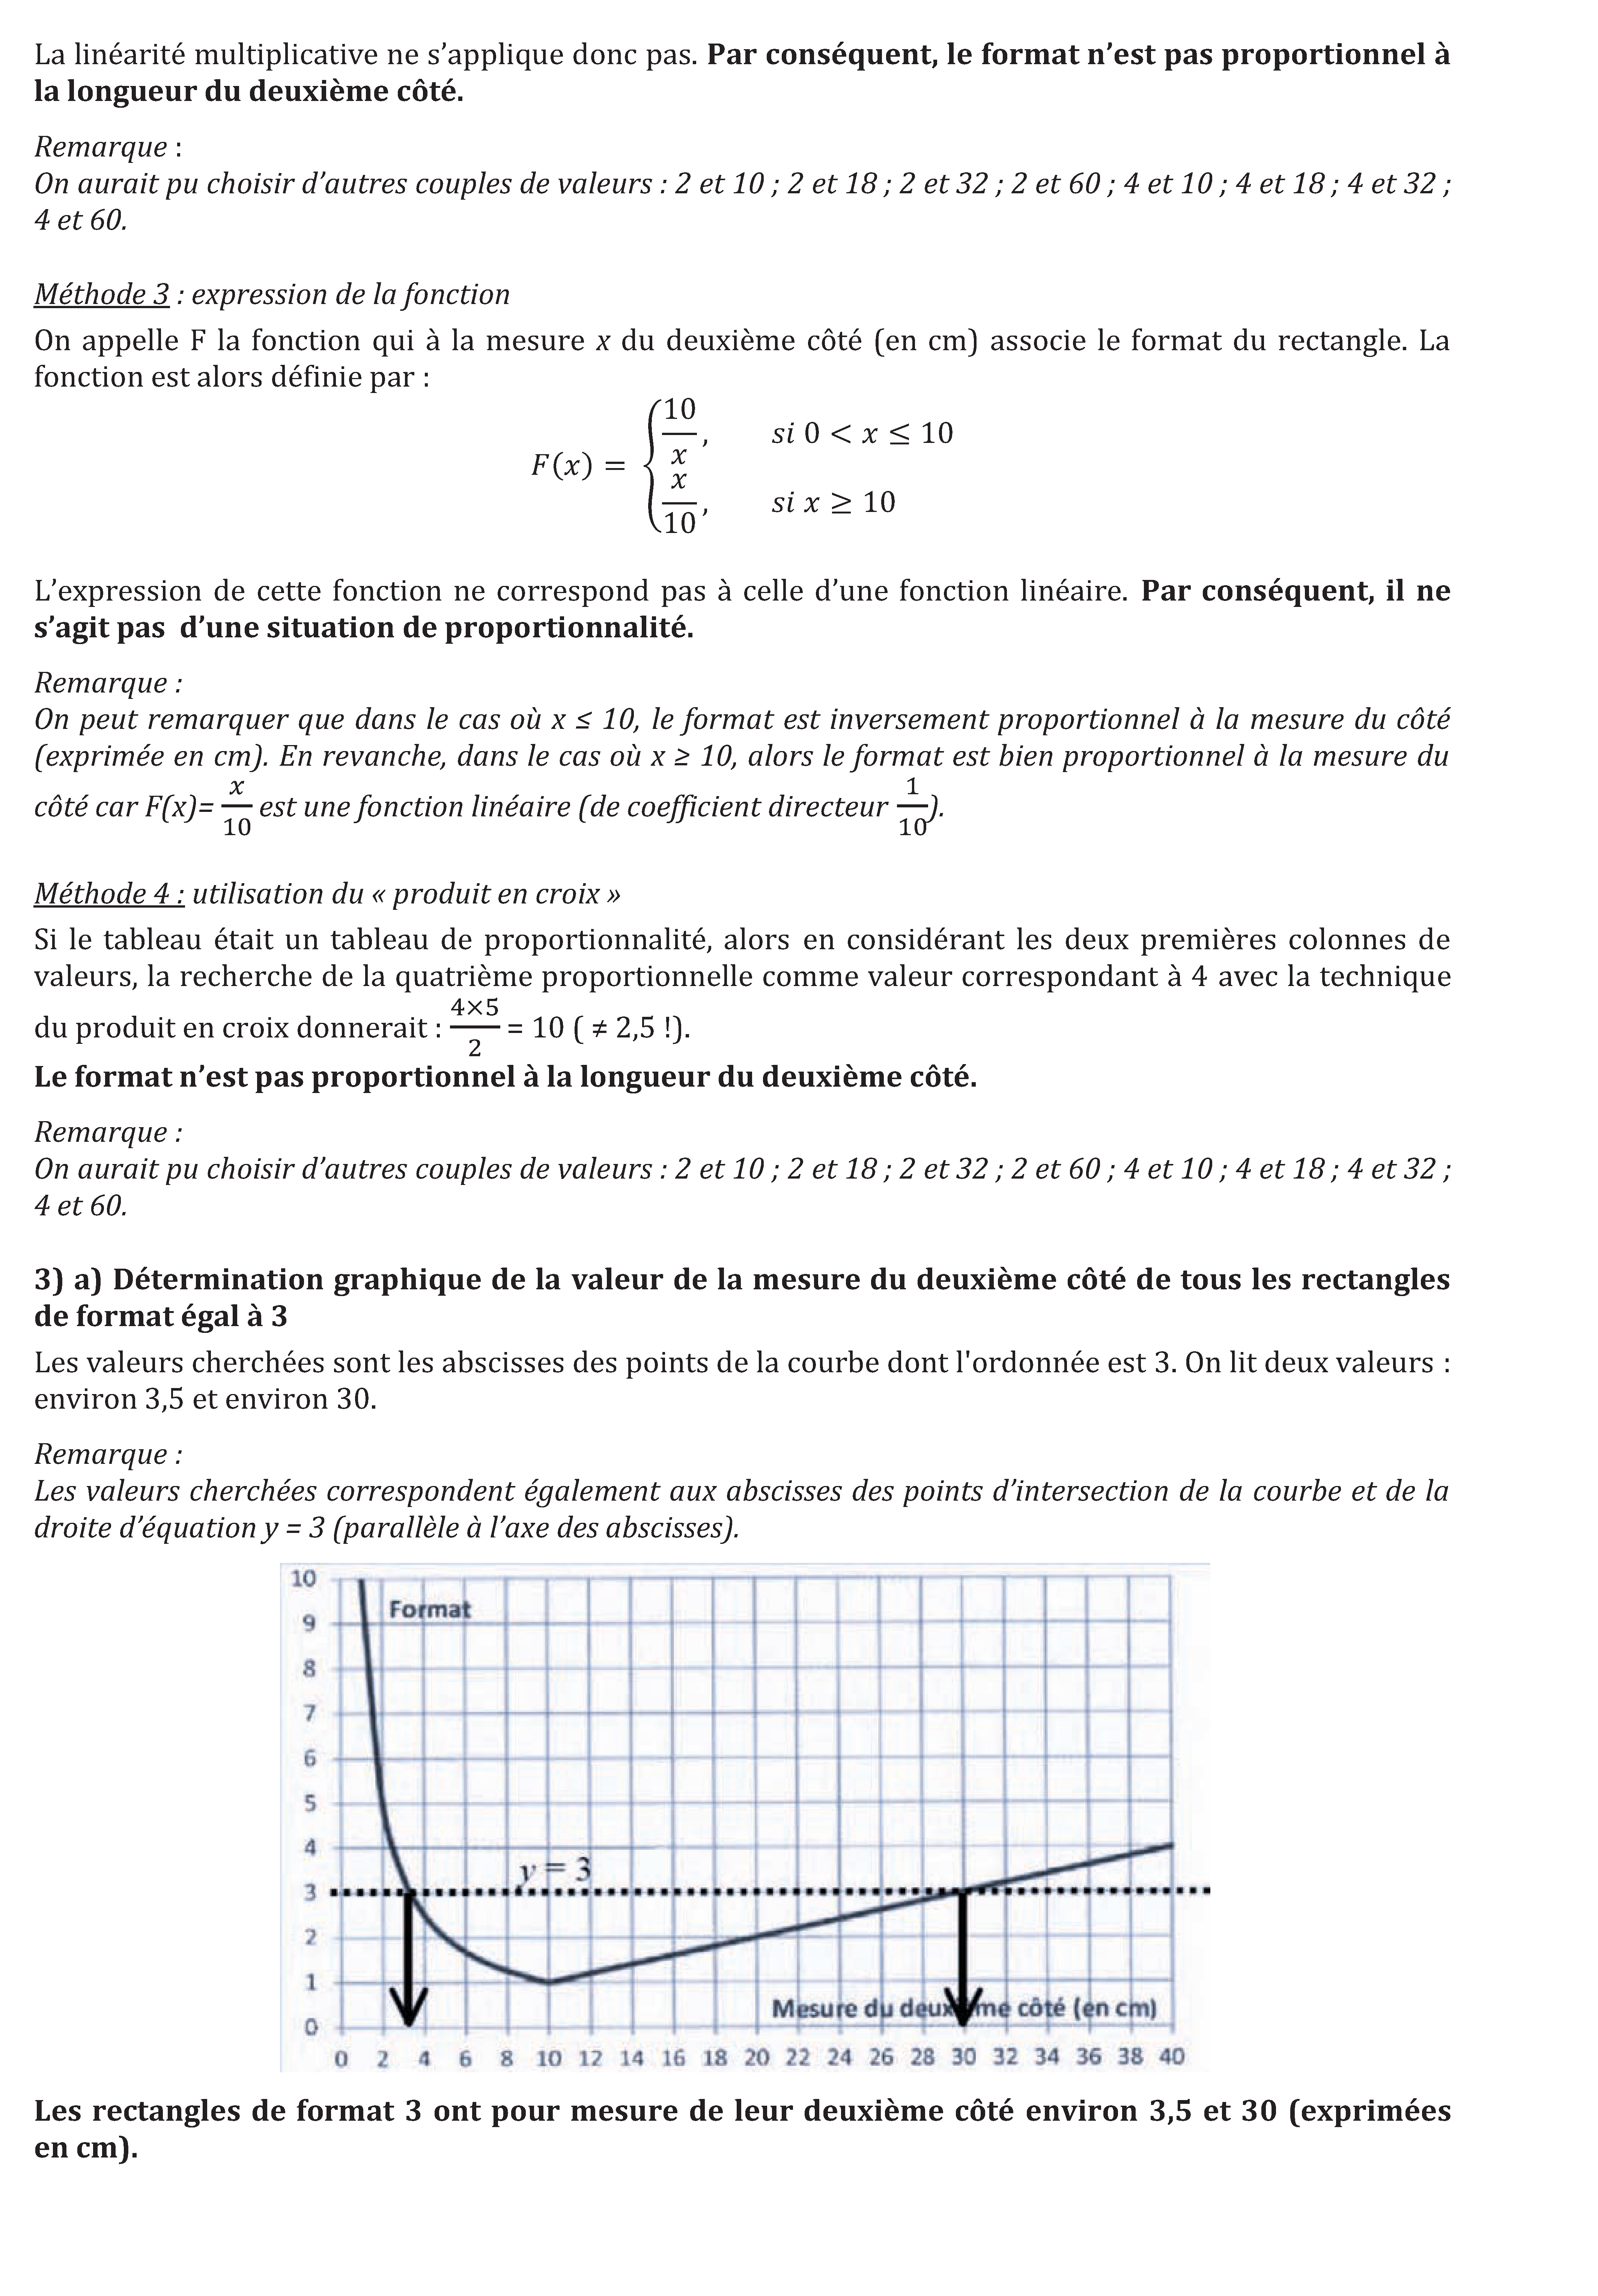 La linéarité multiplicative ne s’applique donc pas. Par conséquent, le format n’est pas proportionnel à
la longueur du deuxième côté.
Remarque :
On aurait pu choisir d’autres couples de valeurs : 2 et 10 ; 2 et 18 ; 2 et 32 ; 2 et 60 ; 4 et 10 ; 4 et 18 ; 4 et 32 ;
4 et 60.
Méthode 3 : expression de la fonction
On appelle F la fonction qui à la mesure x du deuxième côté (en cm) associe le format du rectangle. La
fonction est alors définie par :
F(x) = { 10/x, si 0 < x ≤ 10
x/10, si x ≥ 10
L’expression de cette fonction ne correspond pas à celle d’une fonction linéaire. Par conséquent, il ne
s’agit pas d’une situation de proportionnalité.
Remarque :
On peut remarquer que dans le cas où x ≤ 10, le format est inversement proportionnel à la mesure du côté
(exprimée en cm). En revanche, dans le cas où x ≥ 10, alors le format est bien proportionnel à la mesure du
côté car F(x)= x/10 est une fonction linéaire (de coefficient directeur 1/10).
Méthode 4 : utilisation du « produit en croix »
Si le tableau était un tableau de proportionnalité, alors en considérant les deux premières colonnes de
valeurs, la recherche de la quatrième proportionnelle comme valeur correspondant à 4 avec la technique
du produit en croix donnerait : 4×5/2 = 10 ( ≠ 2,5 !).
Le format n’est pas proportionnel à la longueur du deuxième côté.
Remarque :
On aurait pu choisir d’autres couples de valeurs : 2 et 10 ; 2 et 18 ; 2 et 32 ; 2 et 60 ; 4 et 10 ; 4 et 18 ; 4 et 32 ;
4 et 60.
3) a) Détermination graphique de la valeur de la mesure du deuxième côté de tous les rectangles
de format égal à 3
Les valeurs cherchées sont les abscisses des points de la courbe dont l'ordonnée est 3. On lit deux valeurs :
environ 3,5 et environ 30.
Remarque :
Les valeurs cherchées correspondent également aux abscisses des points d’intersection de la courbe et de la
droite d’équation y = 3 (parallèle à l’axe des abscisses).
10
Format
9
8
7
6
5
4
y = 3
3
2
1
Mesure du deuxième côté (en cm)
0
0 2 4 6 8 10 12 14 16 18 20 22 24 26 28 30 32 34 36 38 40
Les rectangles de format 3 ont pour mesure de leur deuxième côté environ 3,5 et 30 (exprimées
en cm).